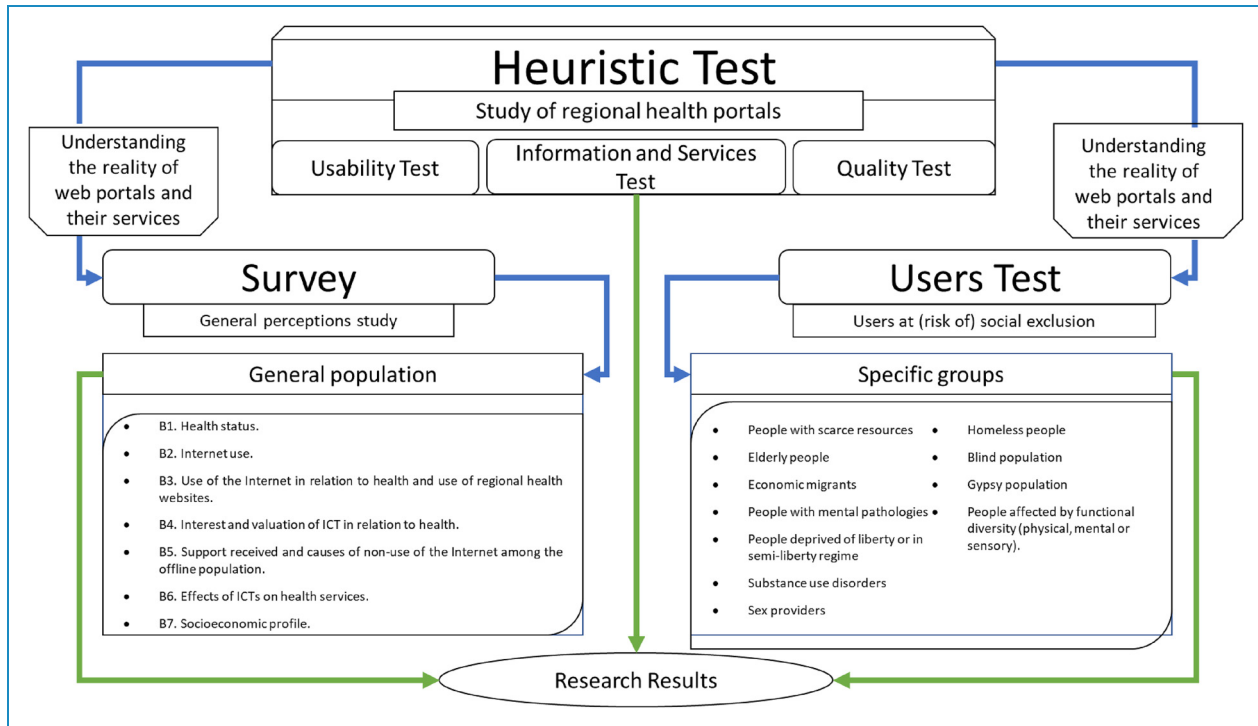 Heuristic Test
Study of regional health portals
Usability Test
Information and Services
Test
Quality Test
Understanding
the reality of
web portals and
their services
Understanding
the reality of
web portals and
their services
Survey
General perceptions study
Users Test
Users at (risk of) social exclusion
General population
• B1. Health status.
• B2. Internet use.
• B3. Use of the Internet in relation to health and use of regional health
websites.
• B4. Interest and valuation of ICT in relation to health.
• B5. Support received and causes of non-use of the Internet among the
offline population.
• B6. Effects of ICTs on health services.
• B7. Socioeconomic profile.
Specific groups
• People with scarce resources
• Elderly people
• Economic migrants
• People with mental pathologies
• People deprived of liberty or in
semi-liberty regime
• Substance use disorders
• Sex providers
• Homeless people
• Blind population
• Gypsy population
• People affected by functional
diversity (physical, mental or
sensory).
Research Results